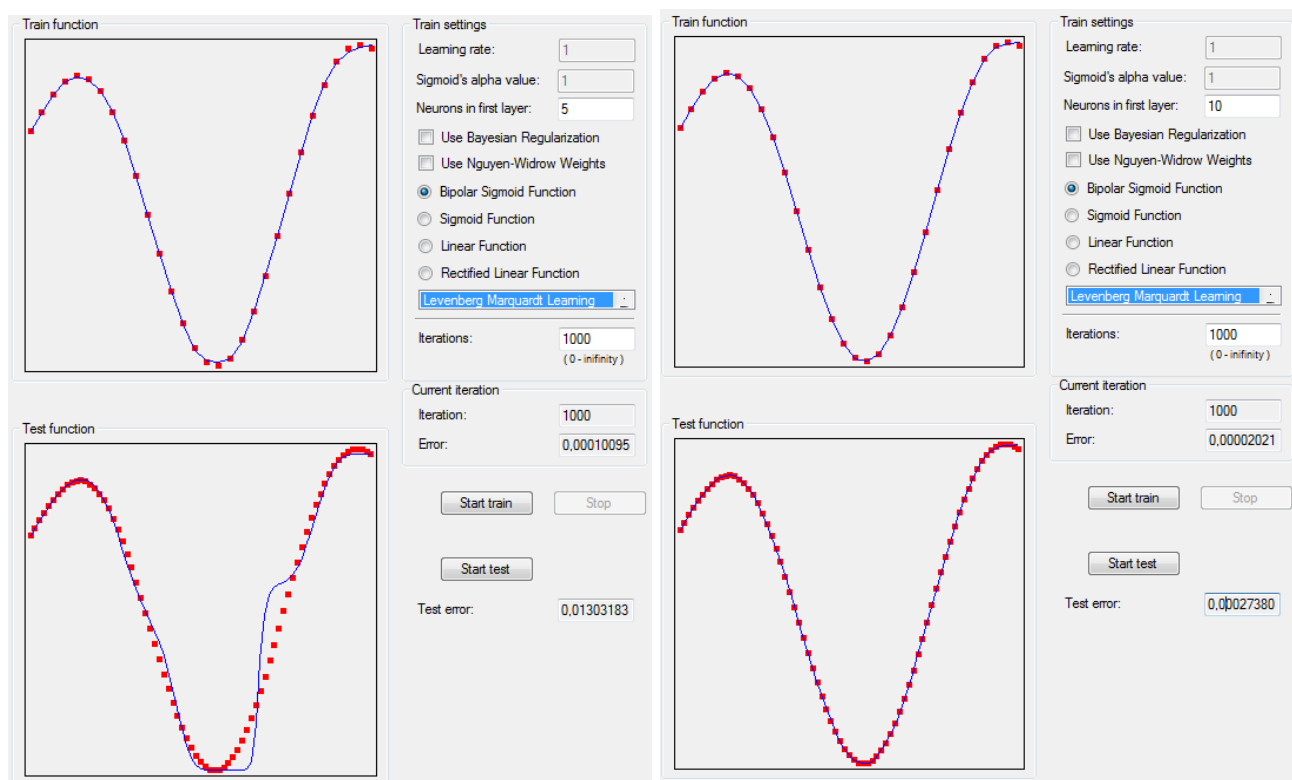 Train function
Train settings
Learning rate: 1
Sigmoid's alpha value: 1
Neurons in first layer: 5
Use Bayesian Regularization
Use Nguyen-Widrow Weights
Bipolar Sigmoid Function
Sigmoid Function
Linear Function
Rectified Linear Function
Levenberg Marquardt Learning
Iterations: 1000
( 0 - inifinity )
Current iteration
Iteration: 1000
Error: 0,00010095
Test function
Start train Stop
Start test
Test error: 0,01303183
Train function
Train settings
Learning rate: 1
Sigmoid's alpha value: 1
Neurons in first layer: 10
Use Bayesian Regularization
Use Nguyen-Widrow Weights
Bipolar Sigmoid Function
Sigmoid Function
Linear Function
Rectified Linear Function
Levenberg Marquardt Learning
Iterations: 1000
( 0 - inifinity )
Current iteration
Iteration: 1000
Error: 0,00002021
Test function
Start train Stop
Start test
Test error: 0,00027380